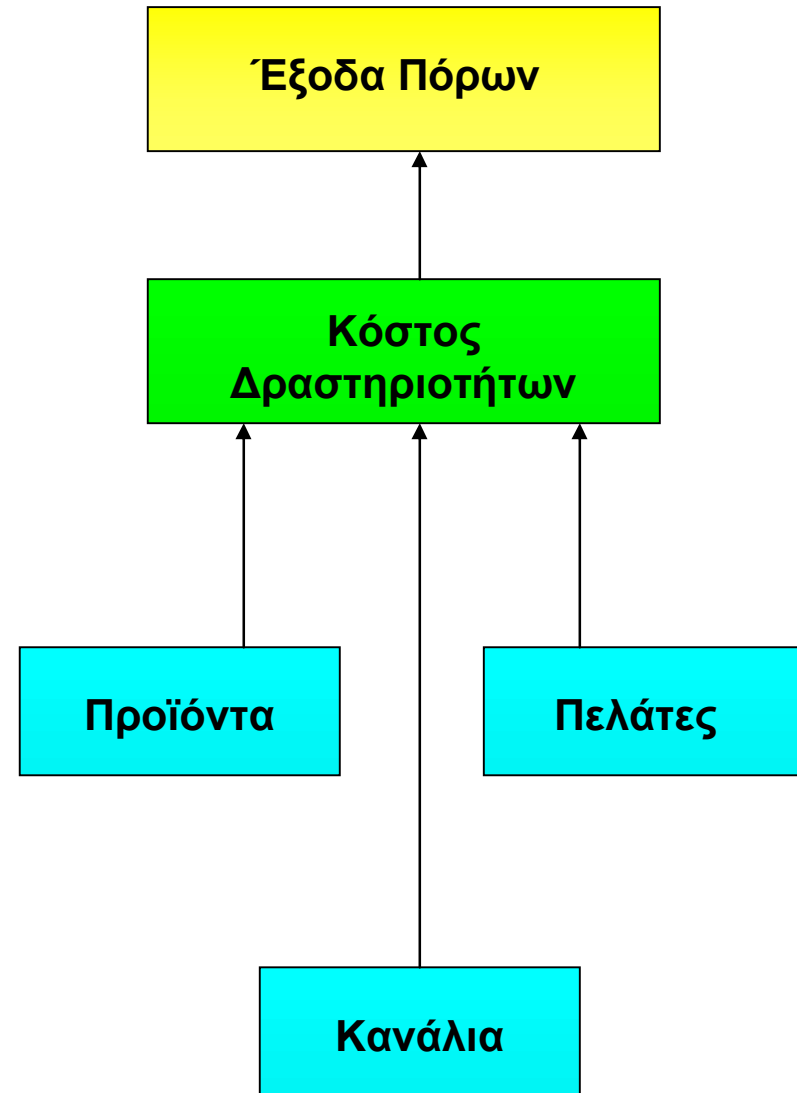 Έξοδα Πόρων
Κόστος
Δραστηριοτήτων
Προϊόντα
Πελάτες
Κανάλια